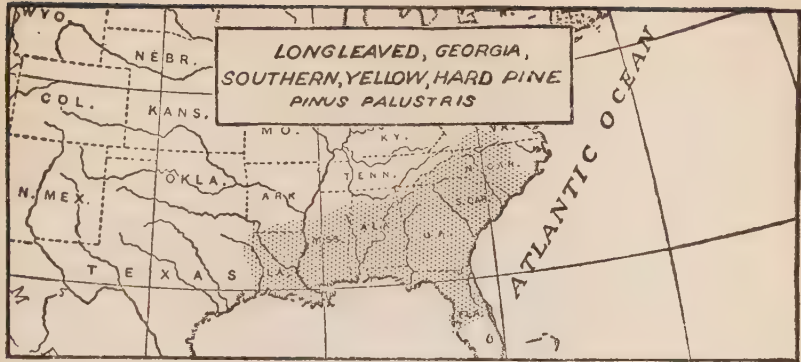 LONGLEAVED, GEORGIA,
SOUTHERN, YELLOW, HARD PINE
PINUS PALUSTRIS
WYO.
NEBR.
COL.
KANS.
MO.
KY.
TENN.
N. CAR.
S. CAR.
N. MEX.
OKLA.
ARK
MISS.
ALA.
GA.
TEXAS
LA.
FLA.
ATLANTIC OCEAN